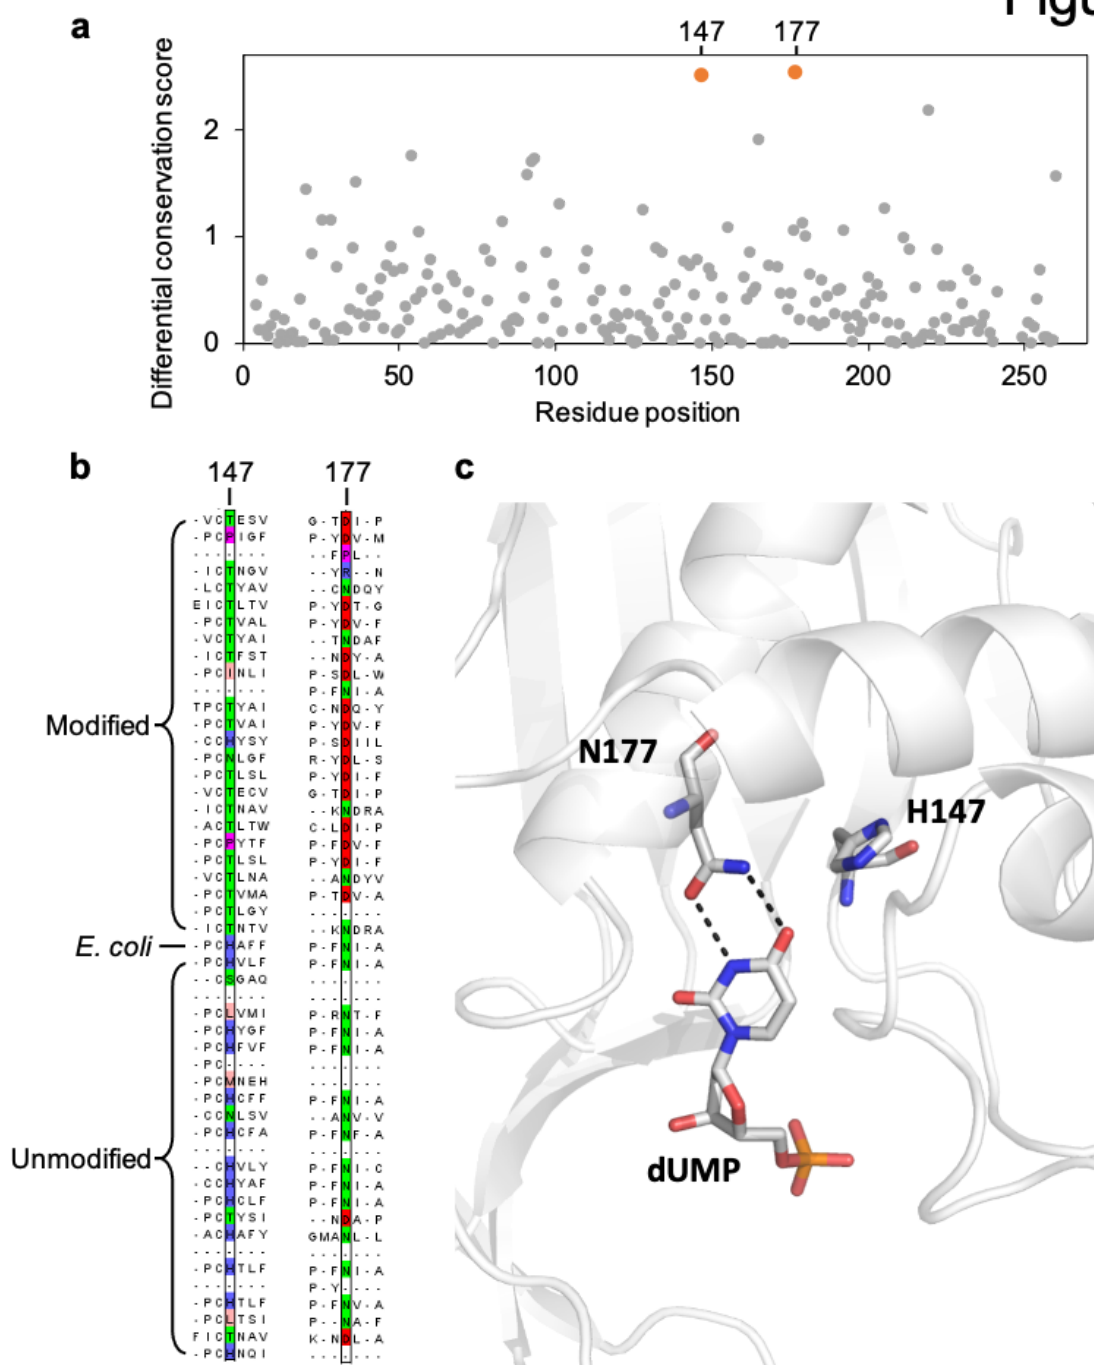 Figu
a
147 177
Differential conservation score
2
1
0
0 50 100 150 200 250
Residue position
b
147 177
- V C T E S V G - T D I - P
- P C P I G F P - Y D V - M
- - - - - - - - - F P L - -
- I C T N G V - - Y R - - N
- L C T Y A V - - C N D Q Y
E I C T L T V P - Y D T - G
- P C T V A L P - Y D V - F
- V C T Y A I - - T N D A F
- I C T F S T - - N D Y - A
- P C I N L I P - S D L - W
- - - - - - - P - F N I - A
T P C T Y A I C - N D Q - Y
- P C T V A I P - Y D V - F
- C C H Y S Y P - S D I I L
- P C N L G F R - Y D L - S
- P C T L S L P - Y D I - F
- V C T E C V G - T D I - P
- I C T N A V - - K N D R A
- A C T L T W C - L D I - P
- P C P Y T F P - F D V - F
- P C T L S L P - Y D I - F
- V C T L N A - - A N D Y V
- P C T V M A P - T D V - A
- P C T L G Y - - - - - - -
- I C T N T V - - K N D R A
- P C H A F F P - F N I - A
- P C H V L F P - F N I - A
- - C S G A Q - - - - - - -
- - - - - - - - - - - - - -
- P C L V M I P - R N T - F
- P C H Y G F P - F N I - A
- P C H F V F P - F N I - A
- P C - - - - - - - - - - -
- P C M N E H - - - - - - -
- P C H C F F P - F N I - A
- C C N L S V - - A N V - V
- P C H C F A P - F N F - A
- - - - - - - - - - - - - -
- - C H V L Y P - F N I - C
- C C H Y A F P - F N I - A
- P C H C L F P - F N I - A
- P C T Y S I - - N D A - P
- A C H A F Y G M A N L - L
- - - - - - - - - - - - - -
- P C H T L F P - F N I - A
- - - - - - - P - Y - - - -
- P C H T L F P - F N V - A
- P C L T S I P - - N A - F
F I C T N A V K - N D L - A
- P C H N Q I - - - - - - -
Modified
E. coli
Unmodified
c
N177
H147
dUMP